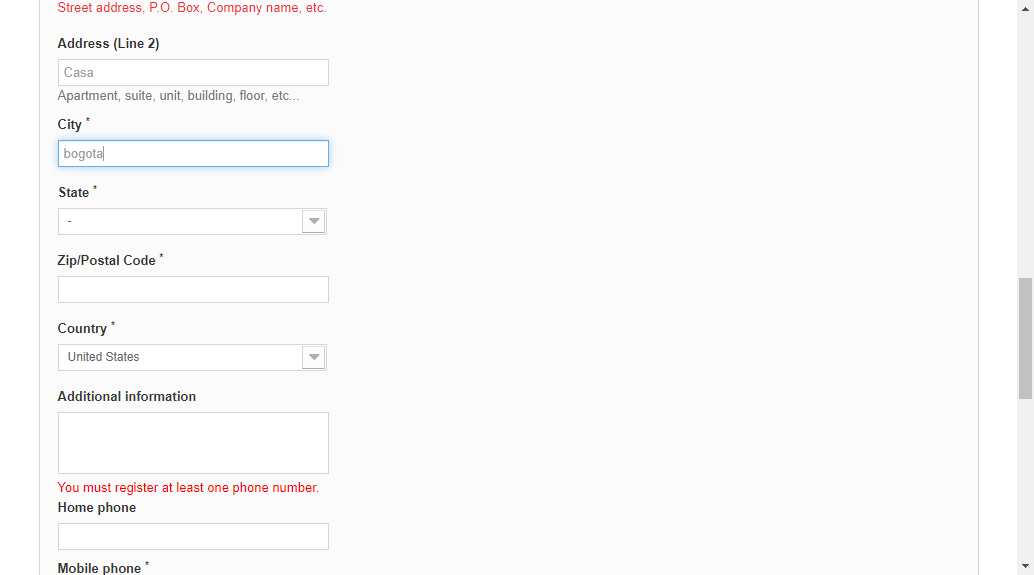 Street address, P.O. Box, Company name, etc.
Address (Line 2)
Casa
Apartment, suite, unit, building, floor, etc...
City *
bogota
State *
-
Zip/Postal Code *
Country *
United States
Additional information
You must register at least one phone number.
Home phone
Mobile phone *